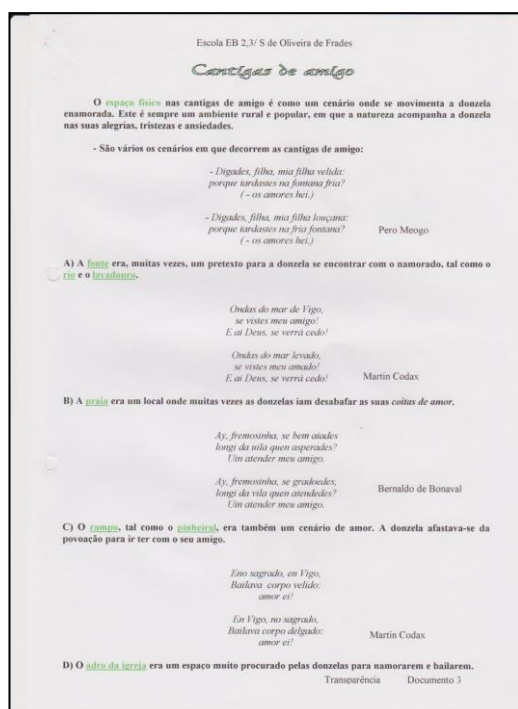 Escola EB 2,3/ S de Oliveira de Frades
Cantigas de amigo
O espaço físico nas cantigas de amigo é como um cenário onde se movimenta a donzela
enamorada. Este é sempre um ambiente rural e popular, em que a natureza acompanha a donzela
nas suas alegrias, tristezas e ansiedades.
- São vários os cenários em que decorrem as cantigas de amigo:
- Digades, filha, mia filha velida:
porque tardastes na fontana fria?
( - os amores hei.)
- Digades, filha, mia filha louçana:
porque tardastes na fria fontana?
( - os amores hei.)
Pero Meogo
A) A fonte era, muitas vezes, um pretexto para a donzela se encontrar com o namorado, tal como o
rio e o lavadouro.
Ondas do mar de Vigo,
se vistes meu amigo!
E ai Deus, se verrá cedo!
Ondas do mar levado,
se vistes meu amado!
E ai Deus, se verrá cedo!
Martin Codax
B) A praia era um local onde muitas vezes as donzelas iam desabafar as suas coitas de amor.
Ay, fremosinha, se bem aiades
longi da uila quen asperades?
Uin atender meu amigo.
Ay, fremosinha, se gradoedes,
longi da vila quen atendedes?
Uin atender meu amigo.
Bernaldo de Bonaval
C) O campo, tal como o pinheiral, era também um cenário de amor. A donzela afastava-se da
povoação para ir ter com o seu amigo.
Eno sagrado, en Vigo,
Bailava corpo velido:
amor ei!
En Vigo, no sagrado,
Bailava corpo delgado:
amor ei!
Martin Codax
D) O adro da igreja era um espaço muito procurado pelas donzelas para namorarem e bailarem.
Transparência Documento 3